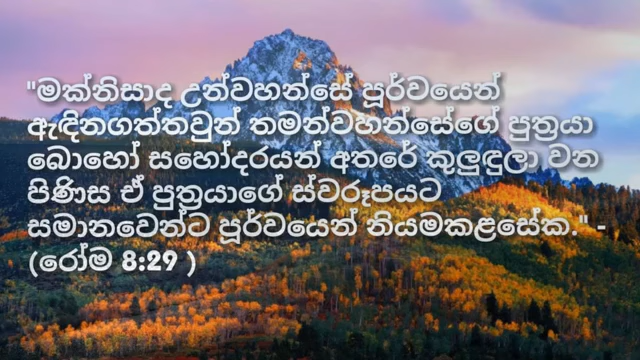 "මක්නිසාද උන්වහන්සේ පූර්වයෙන්
ඇඳිනගත්තවුන් තමන්වහන්සේගේ පුත්‍රයා
බොහෝ සහෝදරයන් අතරේ කුලුඳුලා වන
පිණිස ඒ පුත්‍රයාගේ ස්වරූපයට
සමානවෙන්ට පූර්වයෙන් නියමකළසේක." -
(රෝම 8:29 )